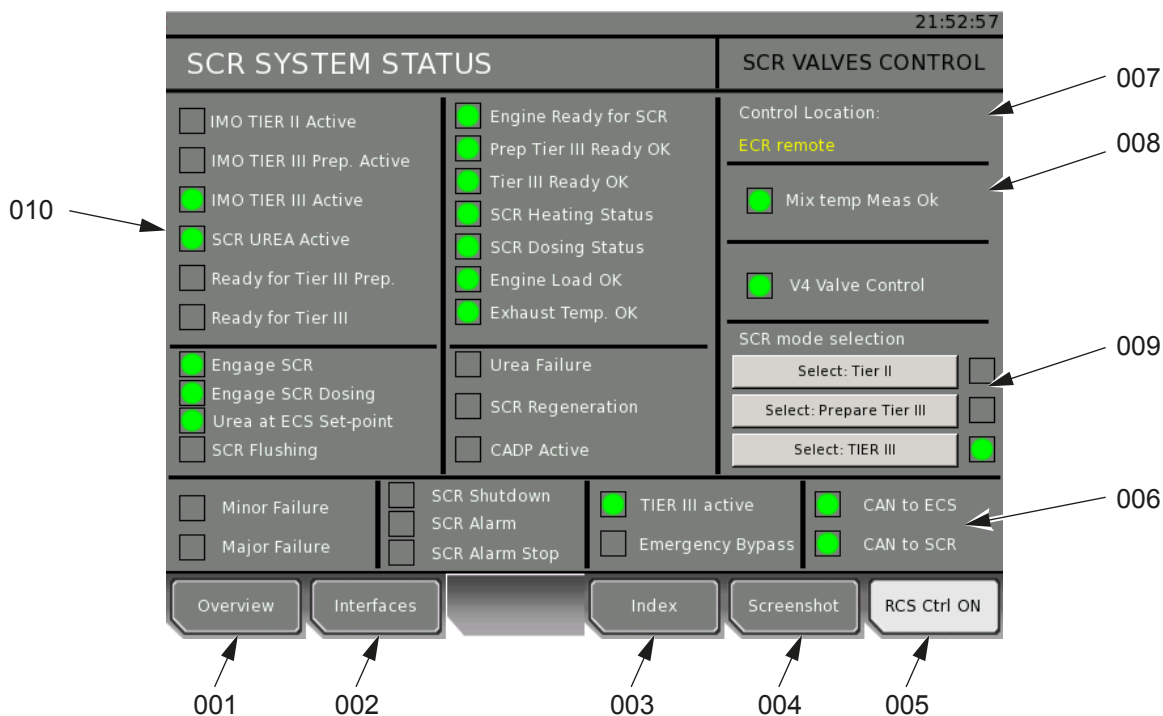 21:52:57
SCR SYSTEM STATUS
SCR VALVES CONTROL
007
Control Location:
ECR remote
008
Mix temp Meas Ok
V4 Valve Control
SCR mode selection
Select: Tier II
Select: Prepare Tier III
Select: TIER III
009
010
IMO TIER II Active
IMO TIER III Prep. Active
IMO TIER III Active
SCR UREA Active
Ready for Tier III Prep.
Ready for Tier III
Engine Ready for SCR
Prep Tier III Ready OK
Tier III Ready OK
SCR Heating Status
SCR Dosing Status
Engine Load OK
Exhaust Temp. OK
Engage SCR
Engage SCR Dosing
Urea at ECS Set-point
SCR Flushing
Urea Failure
SCR Regeneration
CADP Active
Minor Failure
Major Failure
SCR Shutdown
SCR Alarm
SCR Alarm Stop
TIER III active
Emergency Bypass
CAN to ECS
CAN to SCR
006
Overview
Interfaces
Index
Screenshot
RCS Ctrl ON
001
002
003
004
005